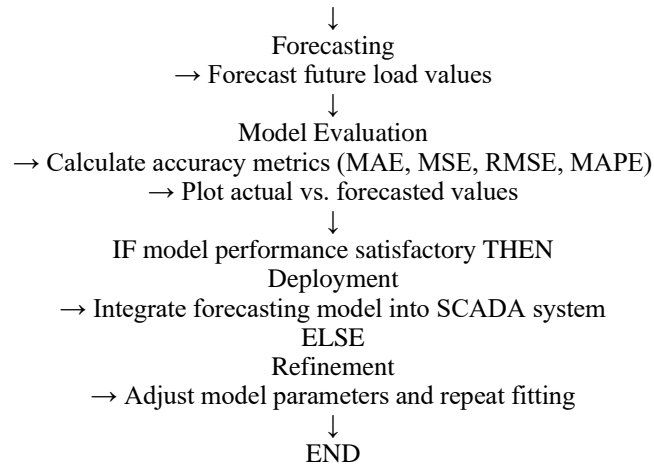 ↓
Forecasting
→ Forecast future load values
↓
Model Evaluation
→ Calculate accuracy metrics (MAE, MSE, RMSE, MAPE)
→ Plot actual vs. forecasted values
↓
IF model performance satisfactory THEN
Deployment
→ Integrate forecasting model into SCADA system
ELSE
Refinement
→ Adjust model parameters and repeat fitting
↓
END